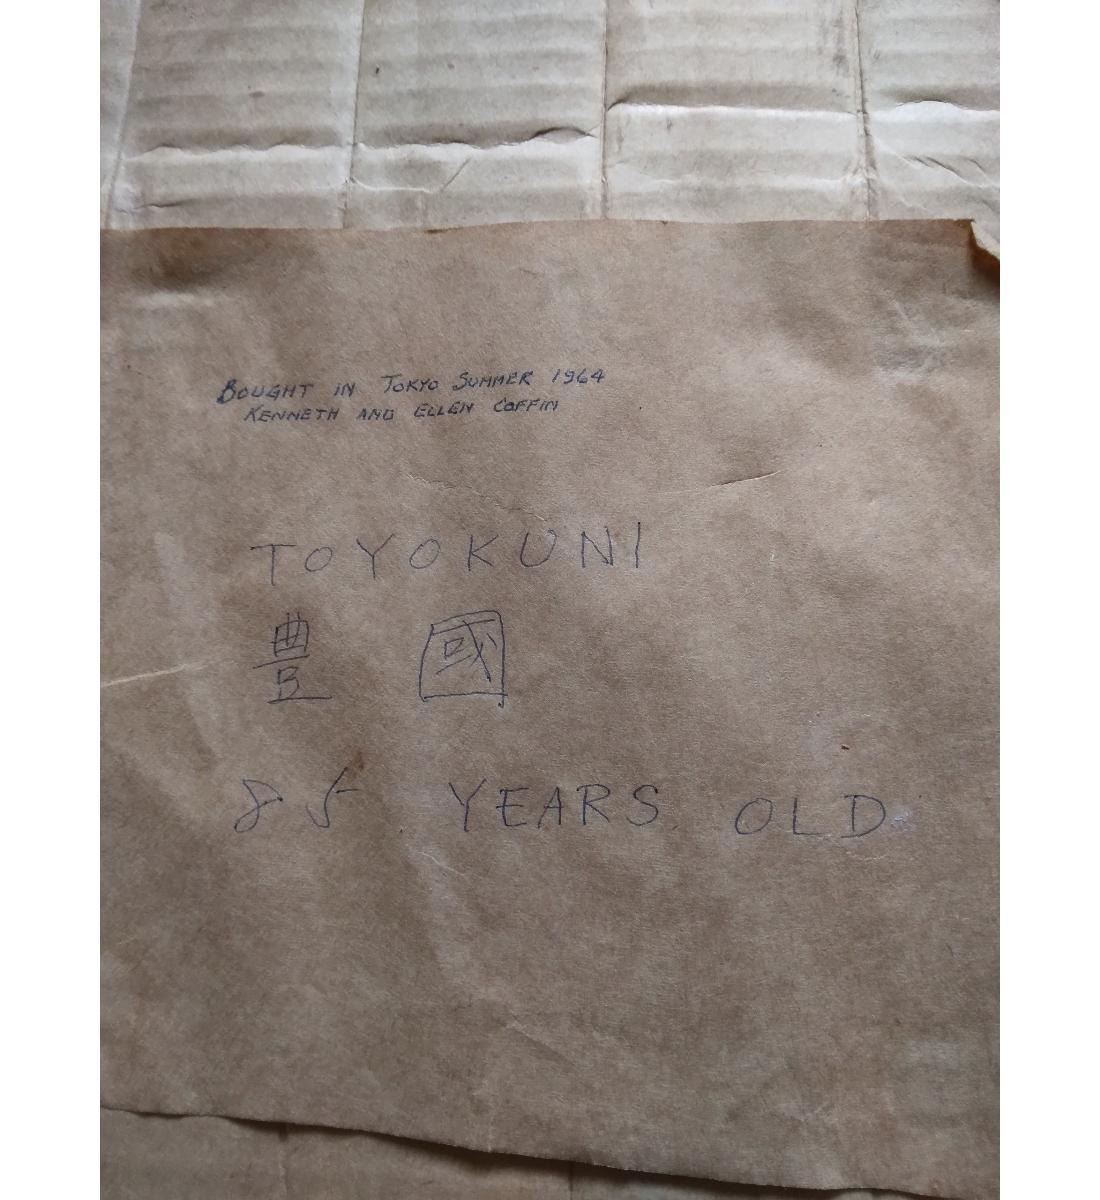 BOUGHT IN TOKYO SUMMER 1964
KENNETH AND ELLEN COFFIN
TOYOKUNI
豊 國
85 YEARS OLD